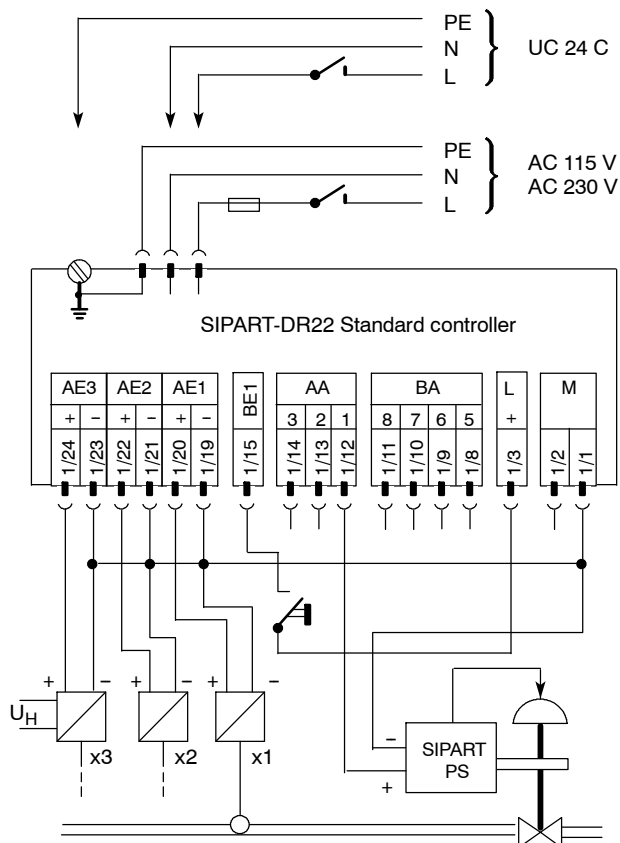 PE
N
L
UC 24 C
PE
N
L
AC 115 V
AC 230 V
SIPART-DR22 Standard controller
AE3 AE2 AE1 BE1 AA BA L M
+ − + − + − 3 2 1 8 7 6 5 +
1/24 1/23 1/22 1/21 1/20 1/19 1/15 1/14 1/13 1/12 1/11 1/10 1/9 1/8 1/3 1/2 1/1
+ − + − + −
UH
x3 x2 x1
−
+
SIPART
PS